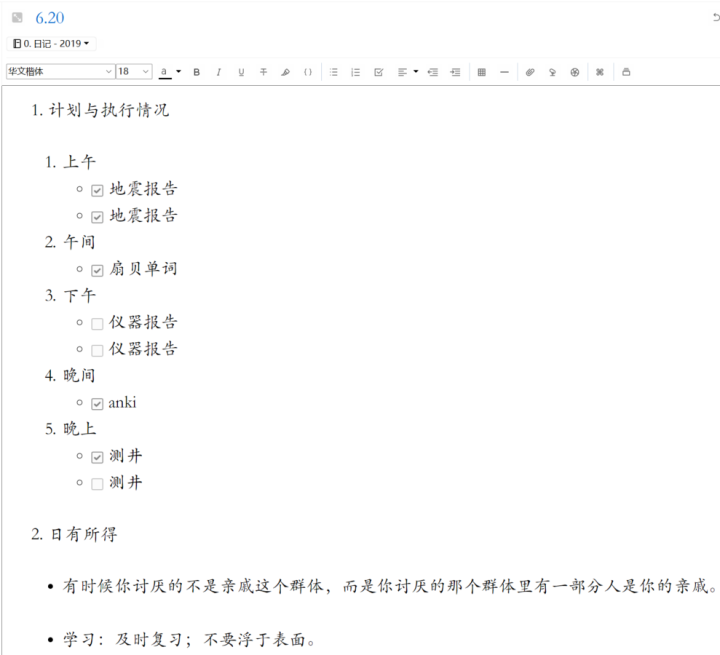 6.20
0. 日记 - 2019
华文楷体 18 a B I U T
1. 计划与执行情况
1. 上午
地震报告
地震报告
2. 午间
扇贝单词
3. 下午
仪器报告
仪器报告
4. 晚间
anki
5. 晚上
测井
测井
2. 日有所得
有时候你讨厌的不是亲戚这个群体，而是你讨厌的那个群体里有一部分人是你的亲戚。
学习：及时复习；不要浮于表面。